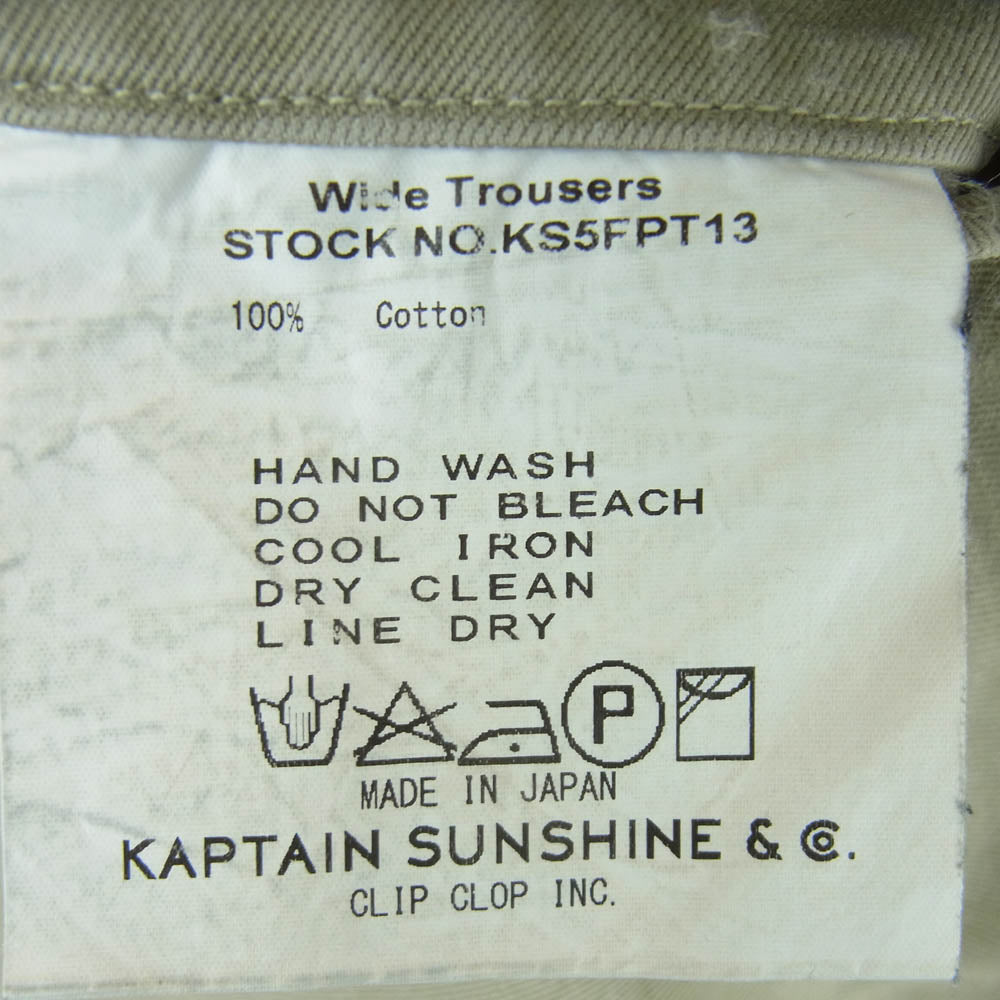 Wide Trousers
STOCK NO.KS5FPT13
100% Cotton
HAND WASH
DO NOT BLEACH
COOL IRON
DRY CLEAN
LINE DRY
P
MADE IN JAPAN
KAPTAIN SUNSHINE & Co.
CLIP CLOP INC.